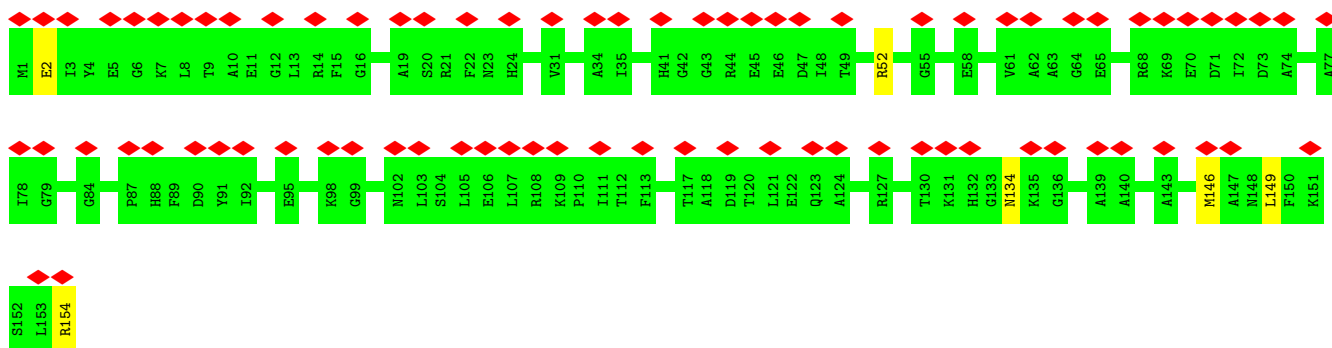 M1 E2 I3 Y4 E5 G6 K7 L8 T9 A10 E11 G12 L13 R14 F15 G16 A19 S20 R21 F22 N23 H24 V31 A34 I35 H41 G42 G43 R44 E45 E46 D47 I48 T49 R52 G55 E58 V61 A62 A63 G64 E65 R68 K69 E70 D71 I72 D73 A74 A77
I78 G79 G84 P87 H88 F89 D90 Y91 I92 E95 K98 G99 N102 L103 S104 L105 E106 L107 R108 K109 P110 I111 T112 F113 T117 A118 D119 T120 L121 E122 Q123 A124 R127 T130 K131 H132 G133 N134 K135 G136 A139 A140 A143 M146 A147 N148 L149 F150 K151
S152 L153 R154